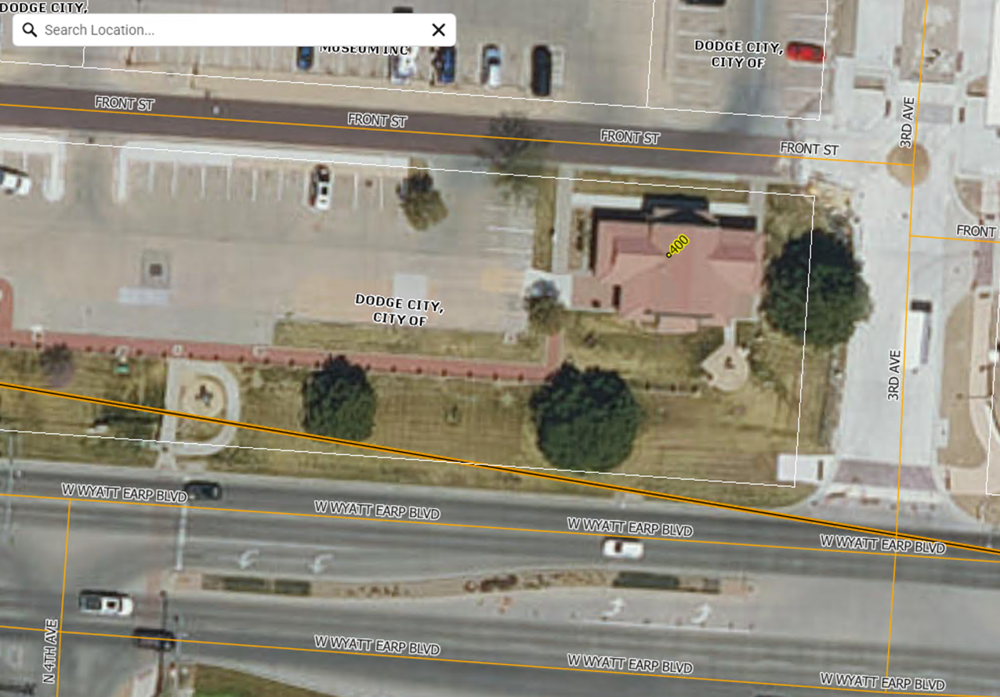 DODGE CITY,
Search Location...
MUSEUM INC
DODGE CITY,
CITY OF
3RD AVE
FRONT ST
FRONT ST
FRONT ST
FRONT ST
FRONT
400
DODGE CITY,
CITY OF
3RD AVE
W WYATT EARP BLVD
W WYATT EARP BLVD
W WYATT EARP BLVD
W WYATT EARP BLVD
N 4TH AVE
W WYATT EARP BLVD
W WYATT EARP BLVD
W WYATT EARP BLVD